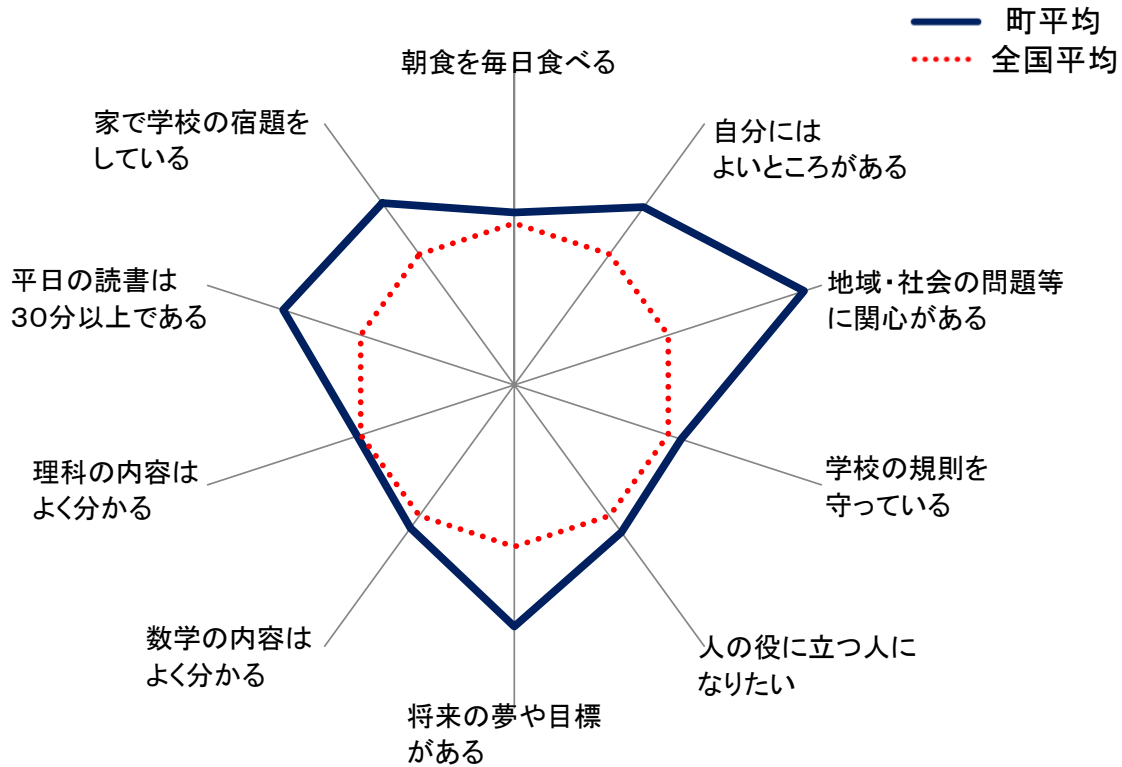 町平均
全国平均
朝食を毎日食べる
自分には
よいところがある
地域・社会の問題等
に関心がある
学校の規則を
守っている
人の役に立つ人に
なりたい
将来の夢や目標
がある
数学の内容は
よく分かる
理科の内容は
よく分かる
平日の読書は
30分以上である
家で学校の宿題を
している